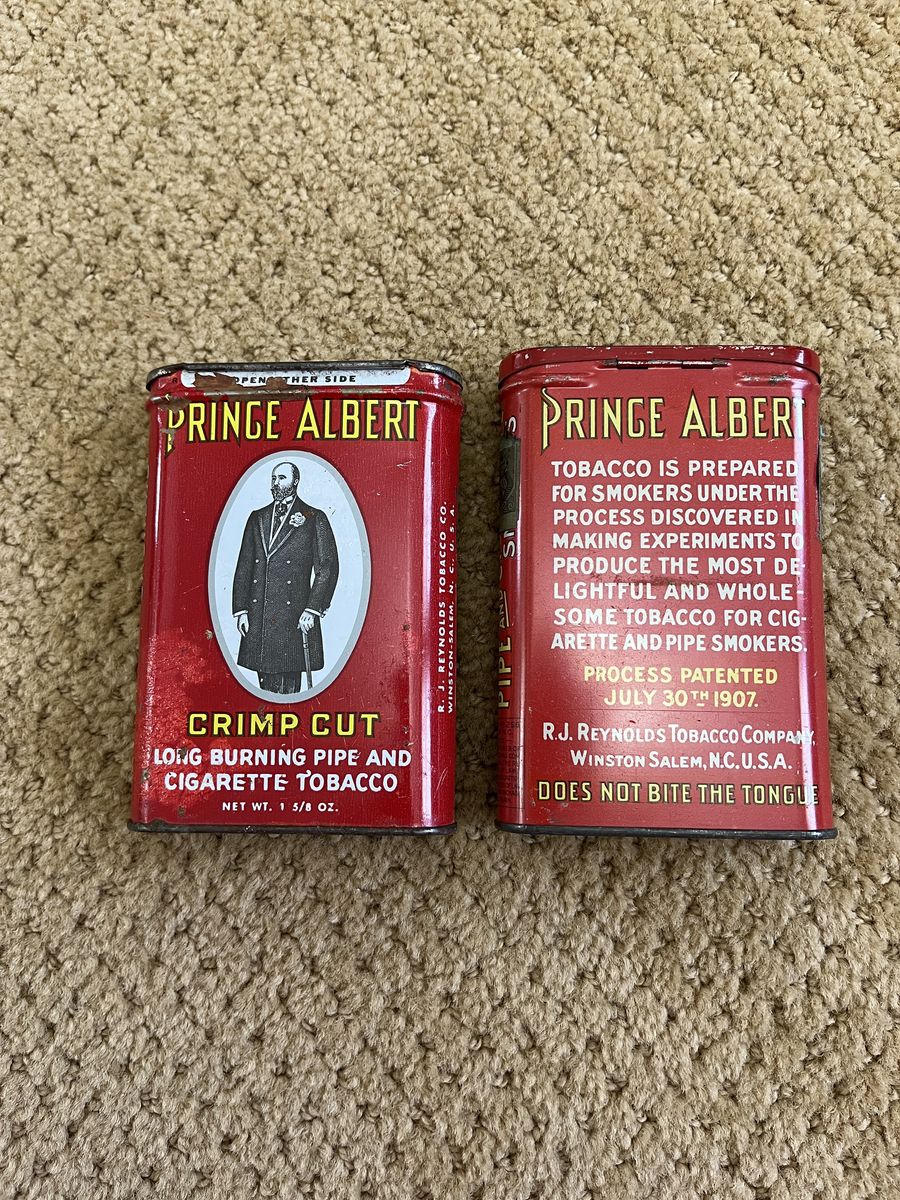 OPEN OTHER SIDE
PRINCE ALBERT
CRIMP CUT
LONG BURNING PIPE AND
CIGARETTE TOBACCO
NET WT. 1 5/8 OZ.
R. J. REYNOLDS TOBACCO CO.
WINSTON-SALEM, N. C. U. S. A.
PIPE AND
PRINCE ALBERT
TOBACCO IS PREPARED
FOR SMOKERS UNDER THE
PROCESS DISCOVERED IN
MAKING EXPERIMENTS TO
PRODUCE THE MOST DE-
LIGHTFUL AND WHOLE-
SOME TOBACCO FOR CIG-
ARETTE AND PIPE SMOKERS.
PROCESS PATENTED
JULY 30TH 1907.
R.J. REYNOLDS TOBACCO COMPANY,
WINSTON SALEM, N.C. U.S.A.
DOES NOT BITE THE TONGUE